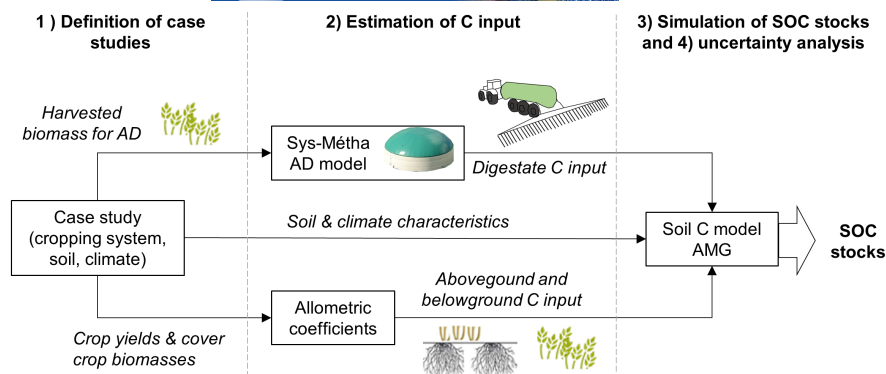 1 ) Definition of case
studies
2) Estimation of C input
3) Simulation of SOC stocks
and 4) uncertainty analysis
Harvested
biomass for AD
Sys-Métha
AD model
Digestate C input
Case study
(cropping system,
soil, climate)
Soil & climate characteristics
Soil C model
AMG
SOC
stocks
Abovegound and
belowground C input
Allometric
coefficients
Crop yields & cover
crop biomasses